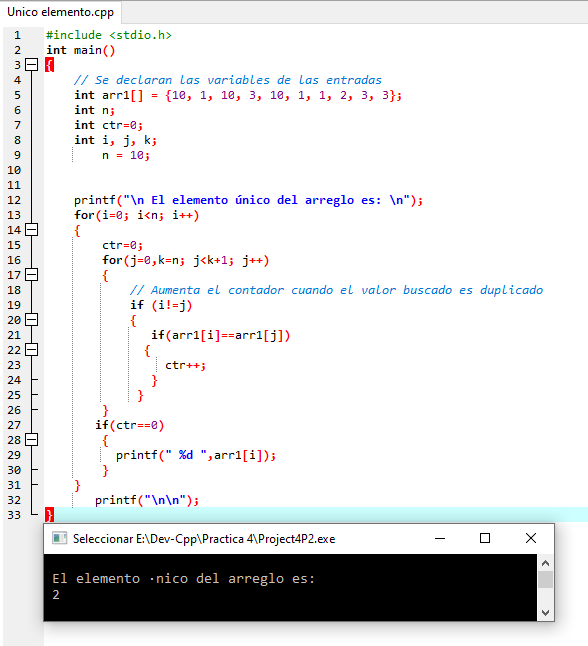 Unico elemento.cpp
1 #include <stdio.h>
2 int main()
3 {
4 // Se declaran las variables de las entradas
5 int arr1[] = {10, 1, 10, 3, 10, 1, 1, 2, 3, 3};
6 int n;
7 int ctr=0;
8 int i, j, k;
9 n = 10;
10
11
12 printf("\n El elemento único del arreglo es: \n");
13 for(i=0; i<n; i++)
14 {
15 ctr=0;
16 for(j=0,k=n; j<k+1; j++)
17 {
18 // Aumenta el contador cuando el valor buscado es duplicado
19 if (i!=j)
20 {
21 if(arr1[i]==arr1[j])
22 {
23 ctr++;
24 }
25 }
26 }
27 if(ctr==0)
28 {
29 printf(" %d ",arr1[i]);
30 }
31 }
32 printf("\n\n");
33 }
Seleccionar E:\Dev-Cpp\Practica 4\Project4P2.exe
El elemento ·nico del arreglo es:
2